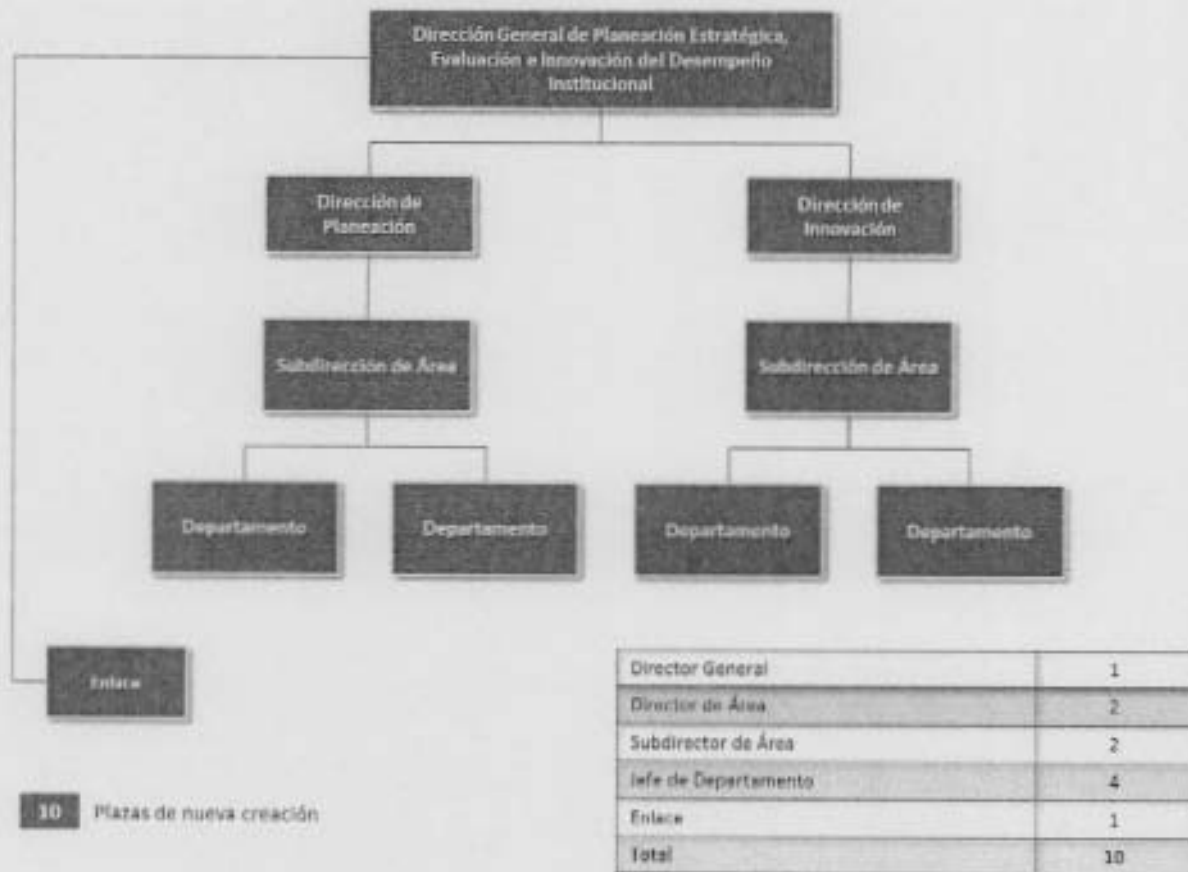 Dirección General de Planeación Estratégica,
Evaluación e Innovación del Desempeño
Institucional
Dirección de
Planeación
Dirección de
Innovación
Subdirección de Área
Subdirección de Área
Departamento
Departamento
Departamento
Departamento
Enlace
10 Plazas de nueva creación
Director General 1
Director de Área 2
Subdirector de Área 2
Jefe de Departamento 4
Enlace 1
Total 10